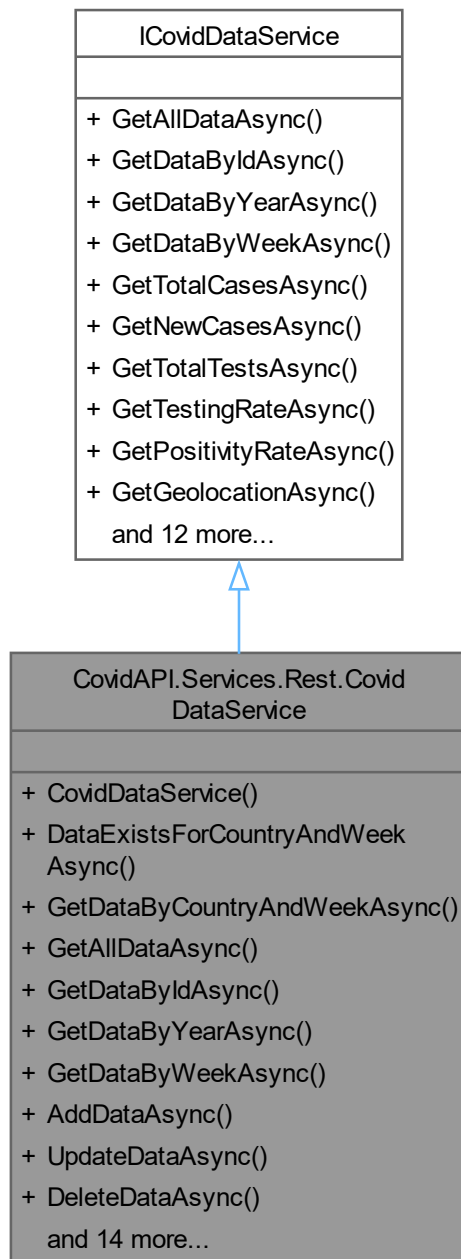 ICovidDataService
+ GetAllDataAsync()
+ GetDataByIdAsync()
+ GetDataByYearAsync()
+ GetDataByWeekAsync()
+ GetTotalCasesAsync()
+ GetNewCasesAsync()
+ GetTotalTestsAsync()
+ GetTestingRateAsync()
+ GetPositivityRateAsync()
+ GetGeolocationAsync()
and 12 more...
CovidAPI.Services.Rest.Covid
DataService
+ CovidDataService()
+ DataExistsForCountryAndWeek
Async()
+ GetDataByCountryAndWeekAsync()
+ GetAllDataAsync()
+ GetDataByIdAsync()
+ GetDataByYearAsync()
+ GetDataByWeekAsync()
+ AddDataAsync()
+ UpdateDataAsync()
+ DeleteDataAsync()
and 14 more...